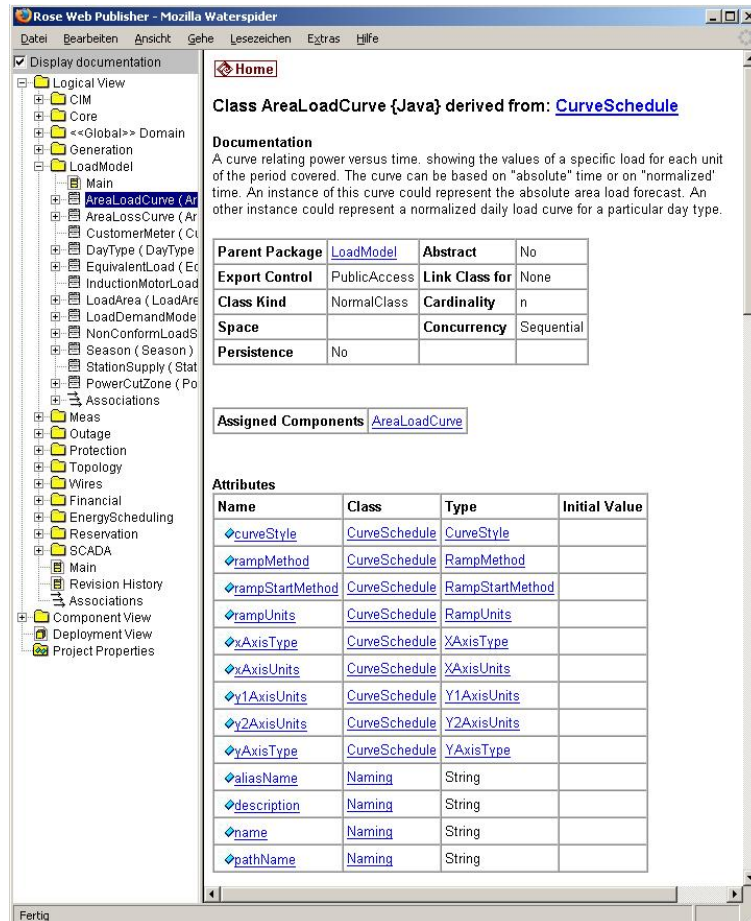 Rose Web Publisher - Mozilla Waterspider
Datei Bearbeiten Ansicht Gehe Lesezeichen Extras Hilfe
Display documentation
Logical View
CIM
Core
<<Global>> Domain
Generation
LoadModel
Main
AreaLoadCurve ( Ar
AreaLossCurve ( Ar
CustomerMeter ( Cu
DayType ( DayType
EquivalentLoad ( Ec
InductionMotorLoad
LoadArea ( LoadAre
LoadDemandMode
NonConformLoadS
Season ( Season )
StationSupply ( Stat
PowerCutZone ( Po
Associations
Meas
Outage
Protection
Topology
Wires
Financial
EnergyScheduling
Reservation
SCADA
Main
Revision History
Associations
Component View
Deployment View
Project Properties
Home
Class AreaLoadCurve {Java} derived from: CurveSchedule
Documentation
A curve relating power versus time. showing the values of a specific load for each unit
of the period covered. The curve can be based on "absolute" time or on "normalized'
time. An instance of this curve could represent the absolute area load forecast. An
other instance could represent a normalized daily load curve for a particular day type.
Parent Package LoadModel Abstract No
Export Control PublicAccess Link Class for None
Class Kind NormalClass Cardinality n
Space Concurrency Sequential
Persistence No
Assigned Components AreaLoadCurve
Attributes
Name Class Type Initial Value
curveStyle CurveSchedule CurveStyle
rampMethod CurveSchedule RampMethod
rampStartMethod CurveSchedule RampStartMethod
rampUnits CurveSchedule RampUnits
xAxisType CurveSchedule XAxisType
xAxisUnits CurveSchedule XAxisUnits
y1AxisUnits CurveSchedule Y1AxisUnits
y2AxisUnits CurveSchedule Y2AxisUnits
yAxisType CurveSchedule YAxisType
aliasName Naming String
description Naming String
name Naming String
pathName Naming String
Fertig